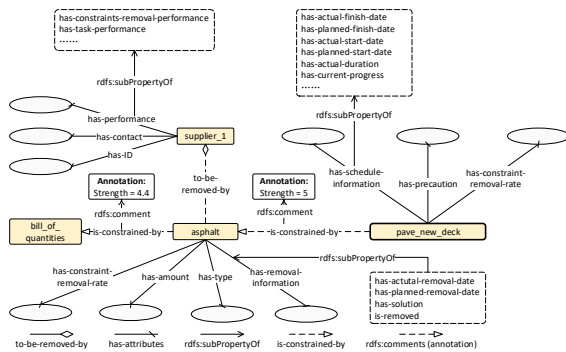 has-constraints-removal-performance
has-task-performance
......
has-actual-finish-date
has-planned-finish-date
has-actual-start-date
has-planned-start-date
has-actual-duration
has-current-progress
......
rdfs:subPropertyOf
rdfs:subPropertyOf
has-performance
has-contact
has-ID
supplier_1
to-be-
removed-by
has-schedule-
information
has-precaution
has-constraint-
removal-rate
Annotation:
Strength = 4.4
Annotation:
Strength = 5
rdfs:comment
rdfs:comment
bill_of_
quantities
is-constrained-by
asphalt
is-constrained-by
pave_new_deck
rdfs:subPropertyOf
has-constraint-
removal-rate
has-amount
has-type
has-removal-
information
has-actutal-removal-date
has-planned-removal-date
has-solution
is-removed
to-be-removed-by
has-attributes
rdfs:subPropertyOf
is-constrained-by
rdfs:comments (annotation)